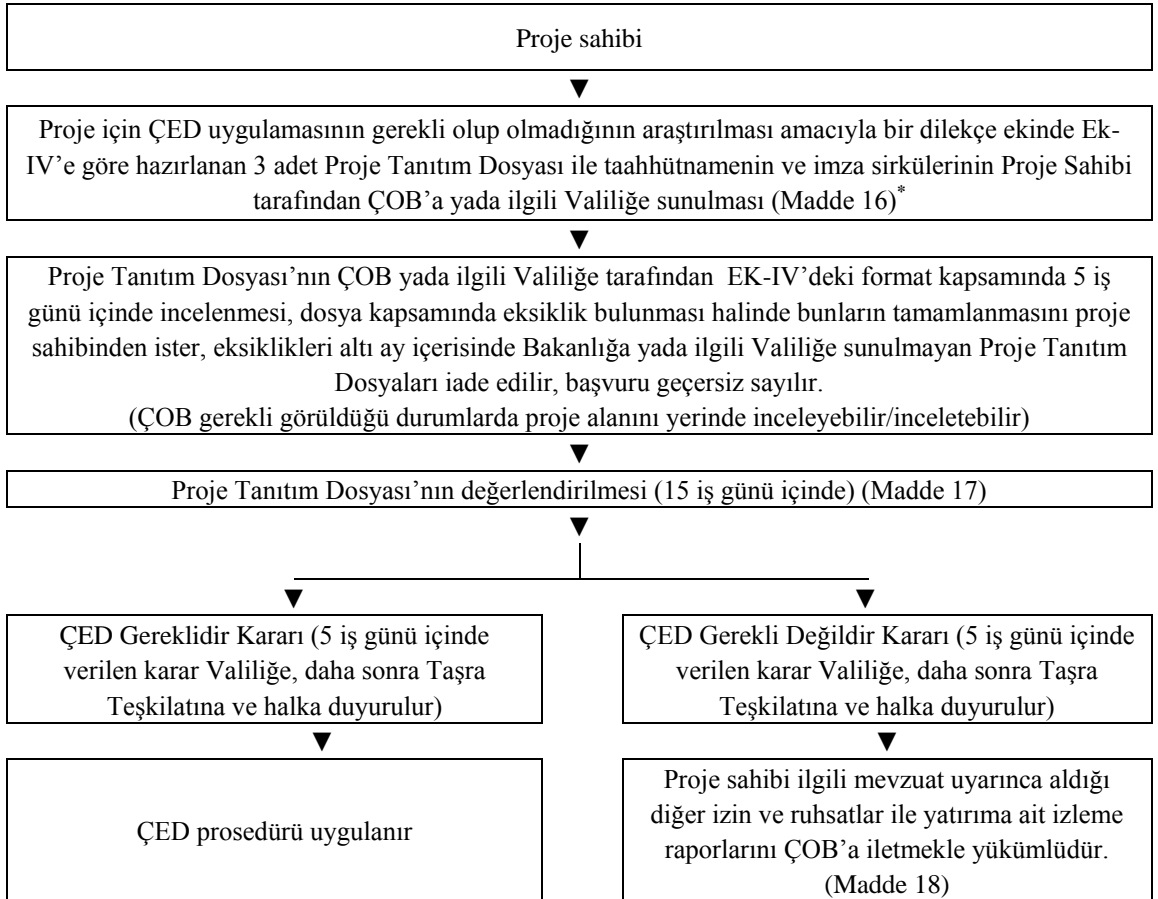 Proje sahibi
▼
Proje için ÇED uygulamasının gerekli olup olmadığının araştırılması amacıyla bir dilekçe ekinde Ek-
IV’e göre hazırlanan 3 adet Proje Tanıtım Dosyası ile taahhütnamenin ve imza sirkülerinin Proje Sahibi
tarafından ÇOB’a yada ilgili Valiliğe sunulması (Madde 16)*
▼
Proje Tanıtım Dosyası’nın ÇOB yada ilgili Valiliğe tarafından EK-IV’deki format kapsamında 5 iş
günü içinde incelenmesi, dosya kapsamında eksiklik bulunması halinde bunların tamamlanmasını proje
sahibinden ister, eksiklikleri altı ay içerisinde Bakanlığa yada ilgili Valiliğe sunulmayan Proje Tanıtım
Dosyaları iade edilir, başvuru geçersiz sayılır.
(ÇOB gerekli görüldüğü durumlarda proje alanını yerinde inceleyebilir/inceletebilir)
▼
Proje Tanıtım Dosyası’nın değerlendirilmesi (15 iş günü içinde) (Madde 17)
▼
▼
ÇED Gereklidir Kararı (5 iş günü içinde
verilen karar Valiliğe, daha sonra Taşra
Teşkilatına ve halka duyurulur)
▼
ÇED prosedürü uygulanır
▼
ÇED Gerekli Değildir Kararı (5 iş günü içinde
verilen karar Valiliğe, daha sonra Taşra
Teşkilatına ve halka duyurulur)
▼
Proje sahibi ilgili mevzuat uyarınca aldığı
diğer izin ve ruhsatlar ile yatırıma ait izleme
raporlarını ÇOB’a iletmekle yükümlüdür.
(Madde 18)